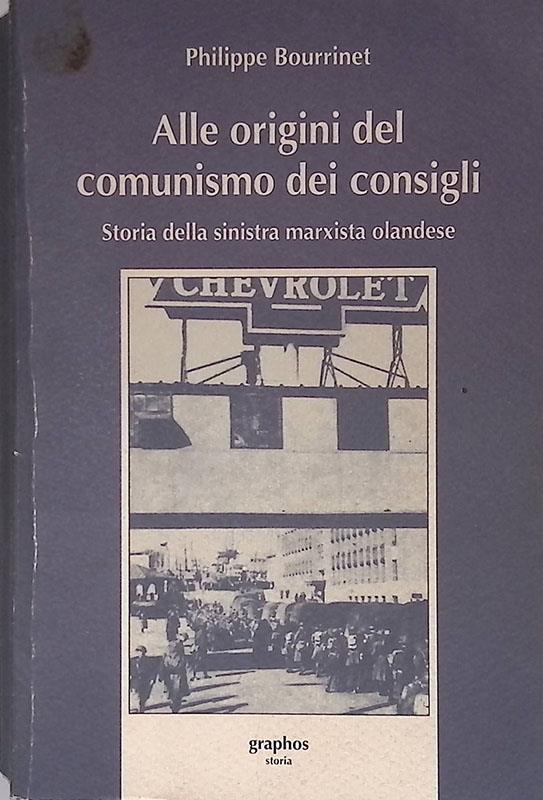 Philippe Bourrinet
Alle origini del
comunismo dei consigli
Storia della sinistra marxista olandese
CHEVROLET
graphos
storia